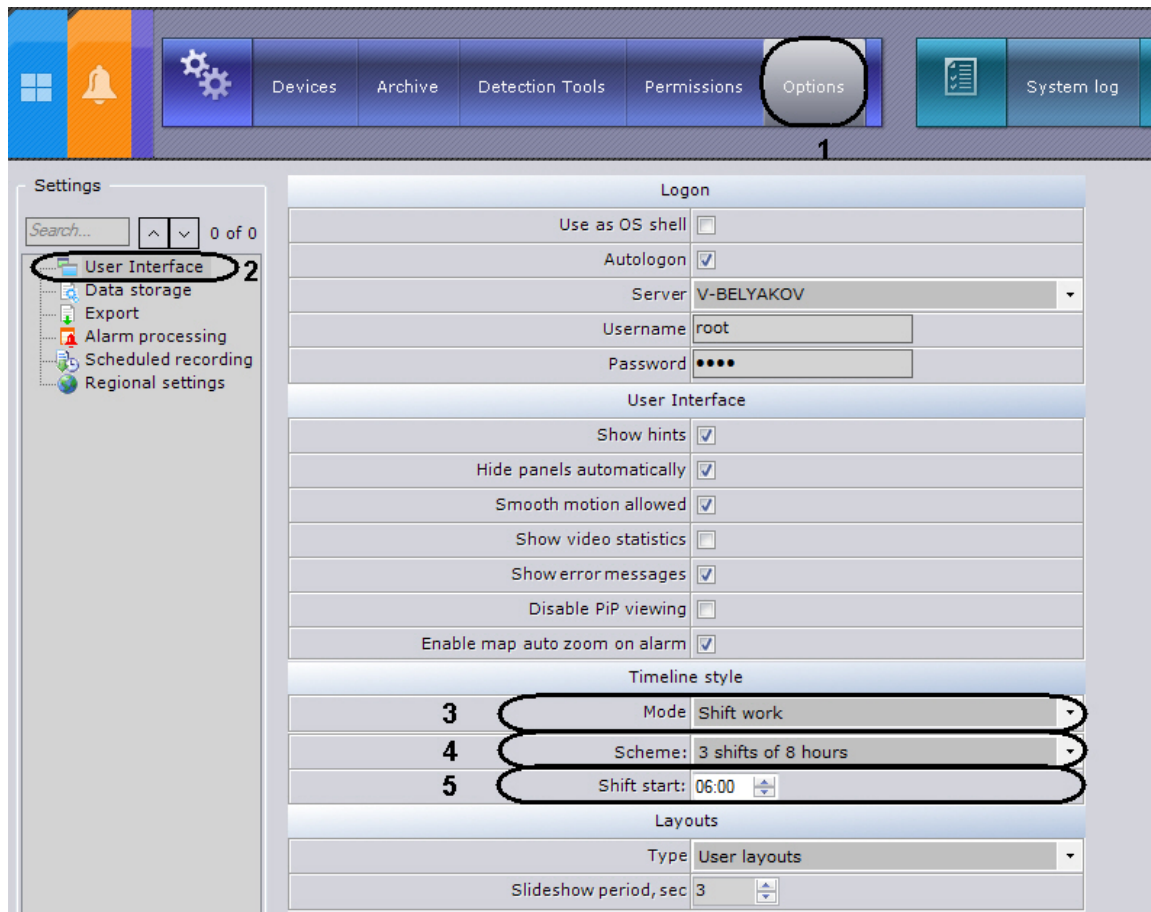 Devices Archive Detection Tools Permissions Options System log
1
Settings
Search... 0 of 0
User Interface 2
Data storage
Export
Alarm processing
Scheduled recording
Regional settings
Logon
Use as OS shell
Autologon
Server V-BELYAKOV
Username root
Password ••••
User Interface
Show hints
Hide panels automatically
Smooth motion allowed
Show video statistics
Show error messages
Disable PiP viewing
Enable map auto zoom on alarm
Timeline style
3 Mode Shift work
4 Scheme: 3 shifts of 8 hours
5 Shift start: 06:00
Layouts
Type User layouts
Slideshow period, sec 3